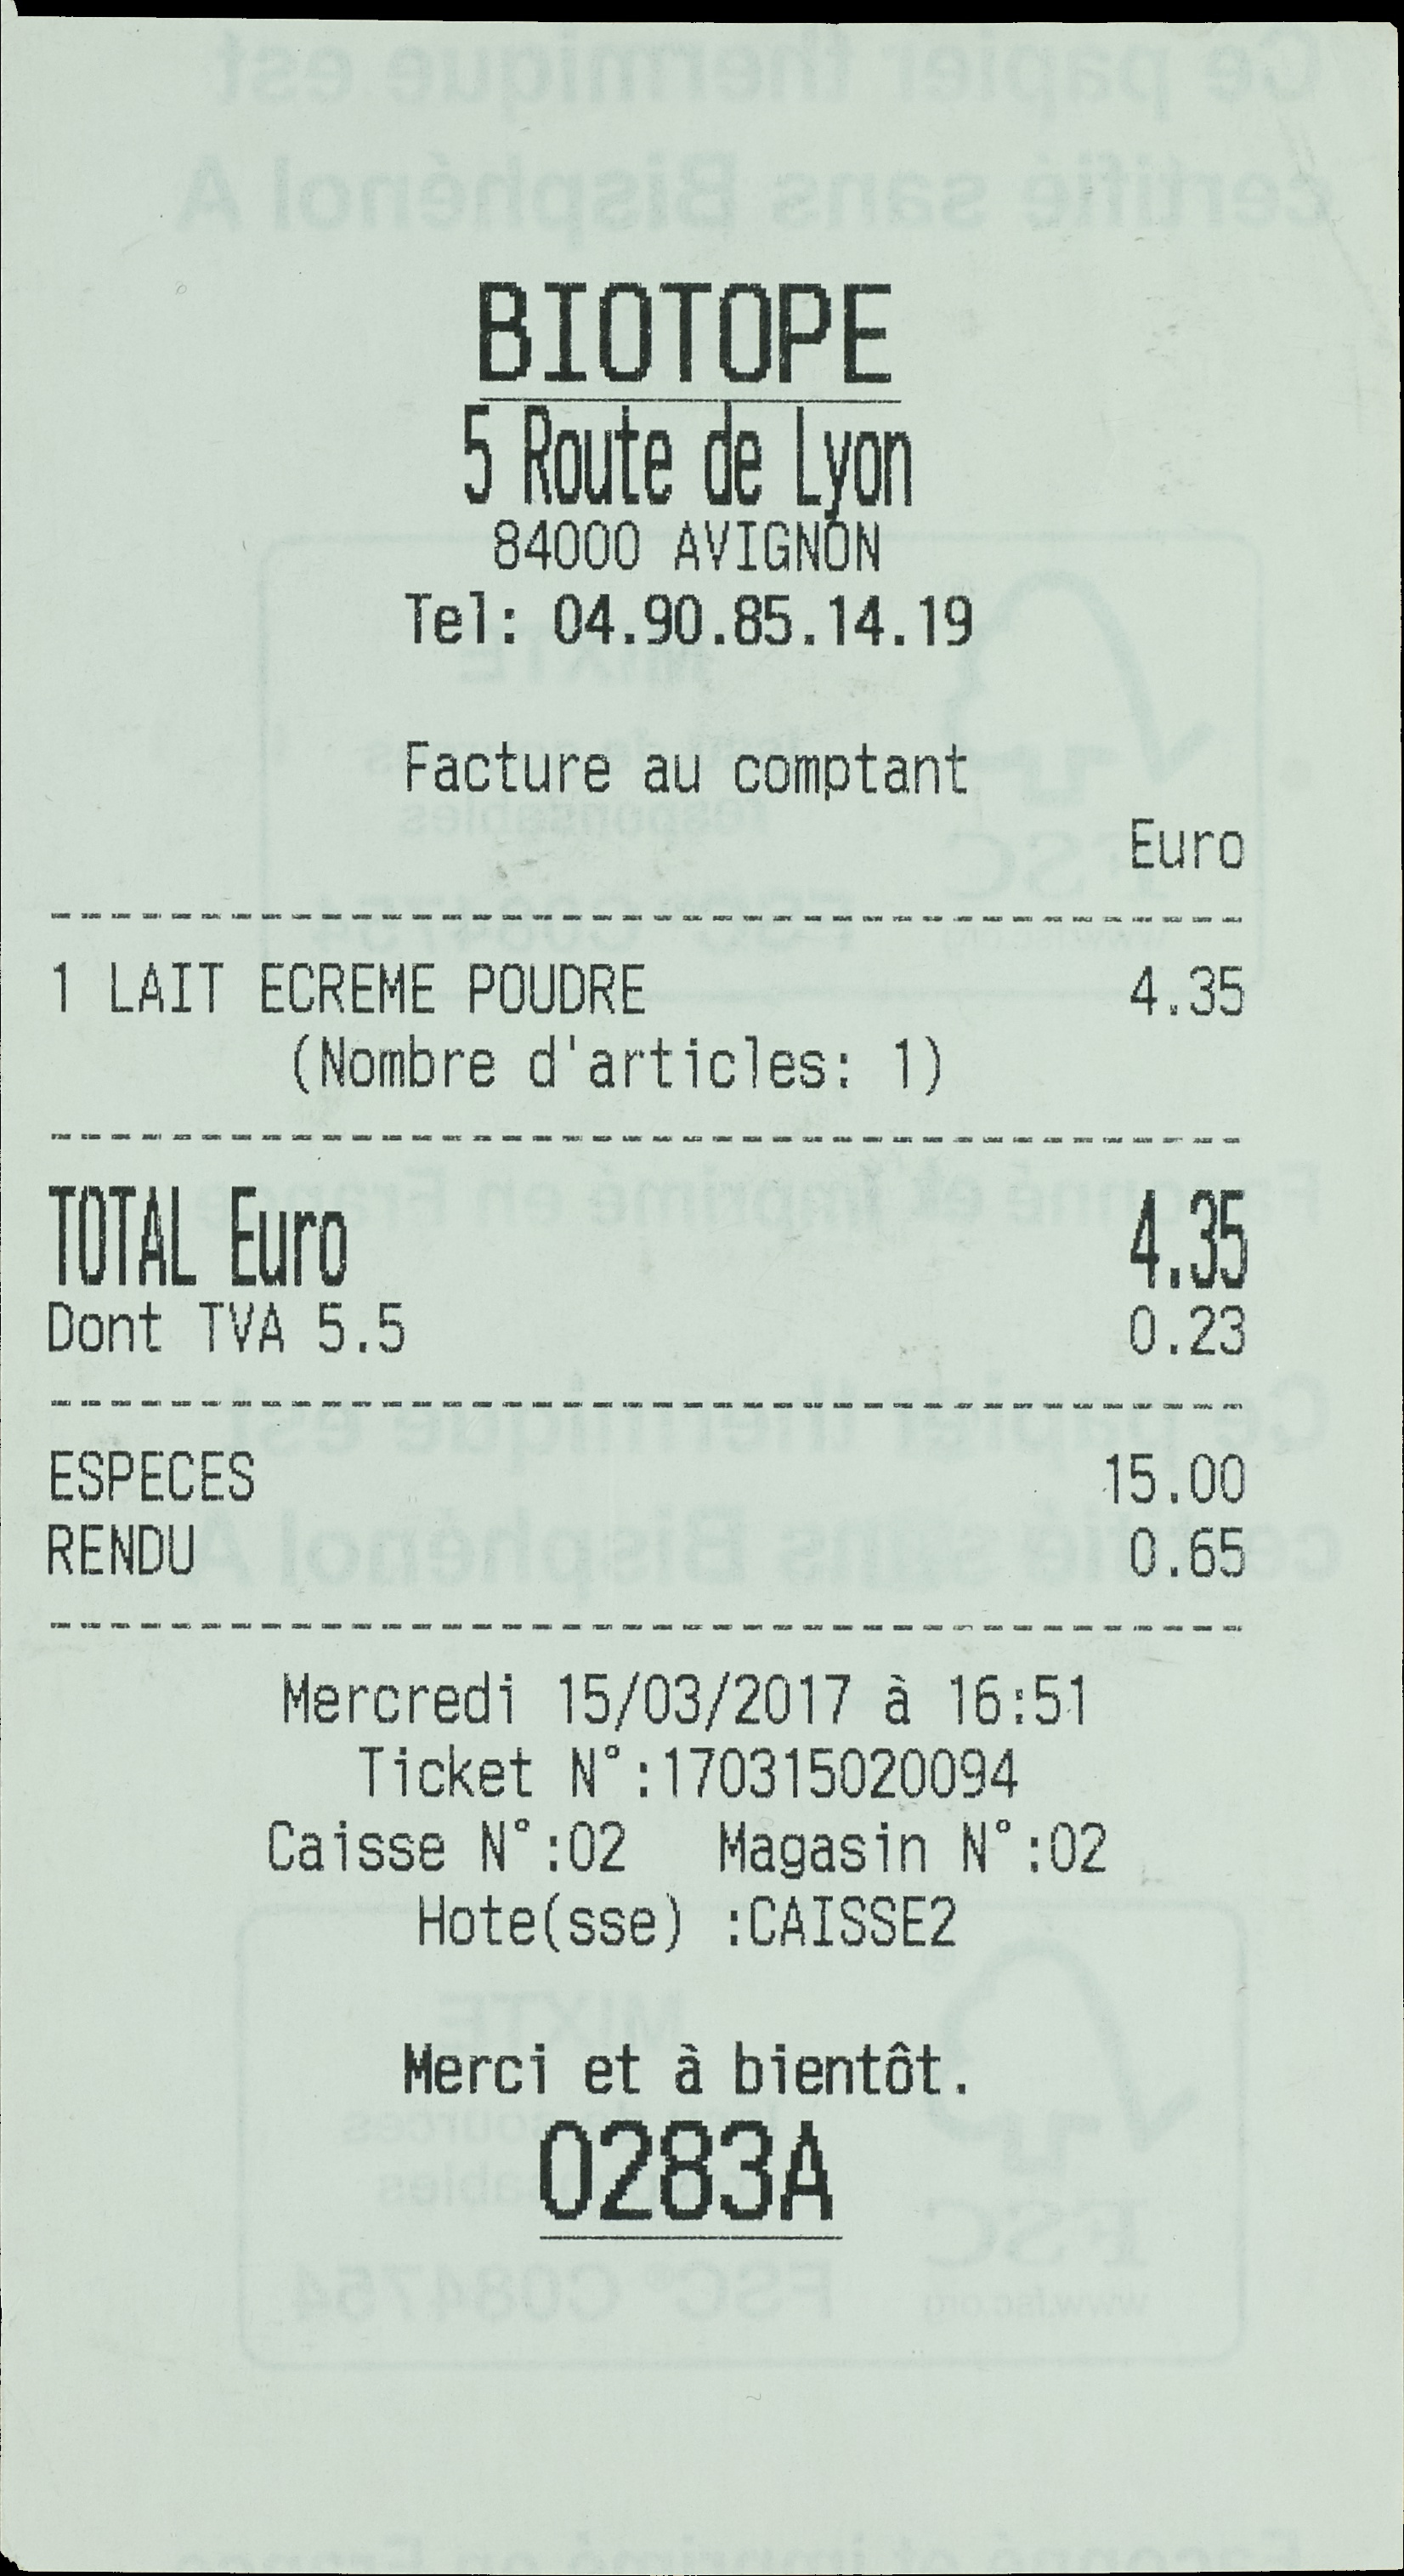 BIOTOPE
5 Route de Lyon
84000 AVIGNON
Tel: 04.90.85.14.19
Facture au comptant
Euro
1 LAIT ECREME POUDRE 4.35
(Nombre d'articles: 1)
TOTAL Euro 4.35
Dont TVA 5.5 0.23
ESPECES 15.00
RENDU 0.65
Mercredi 15/03/2017 à 16:51
Ticket N°:170315020094
Caisse N°:02 Magasin N°:02
Hote(sse) :CAISSE2
Merci et à bientôt.
0283A